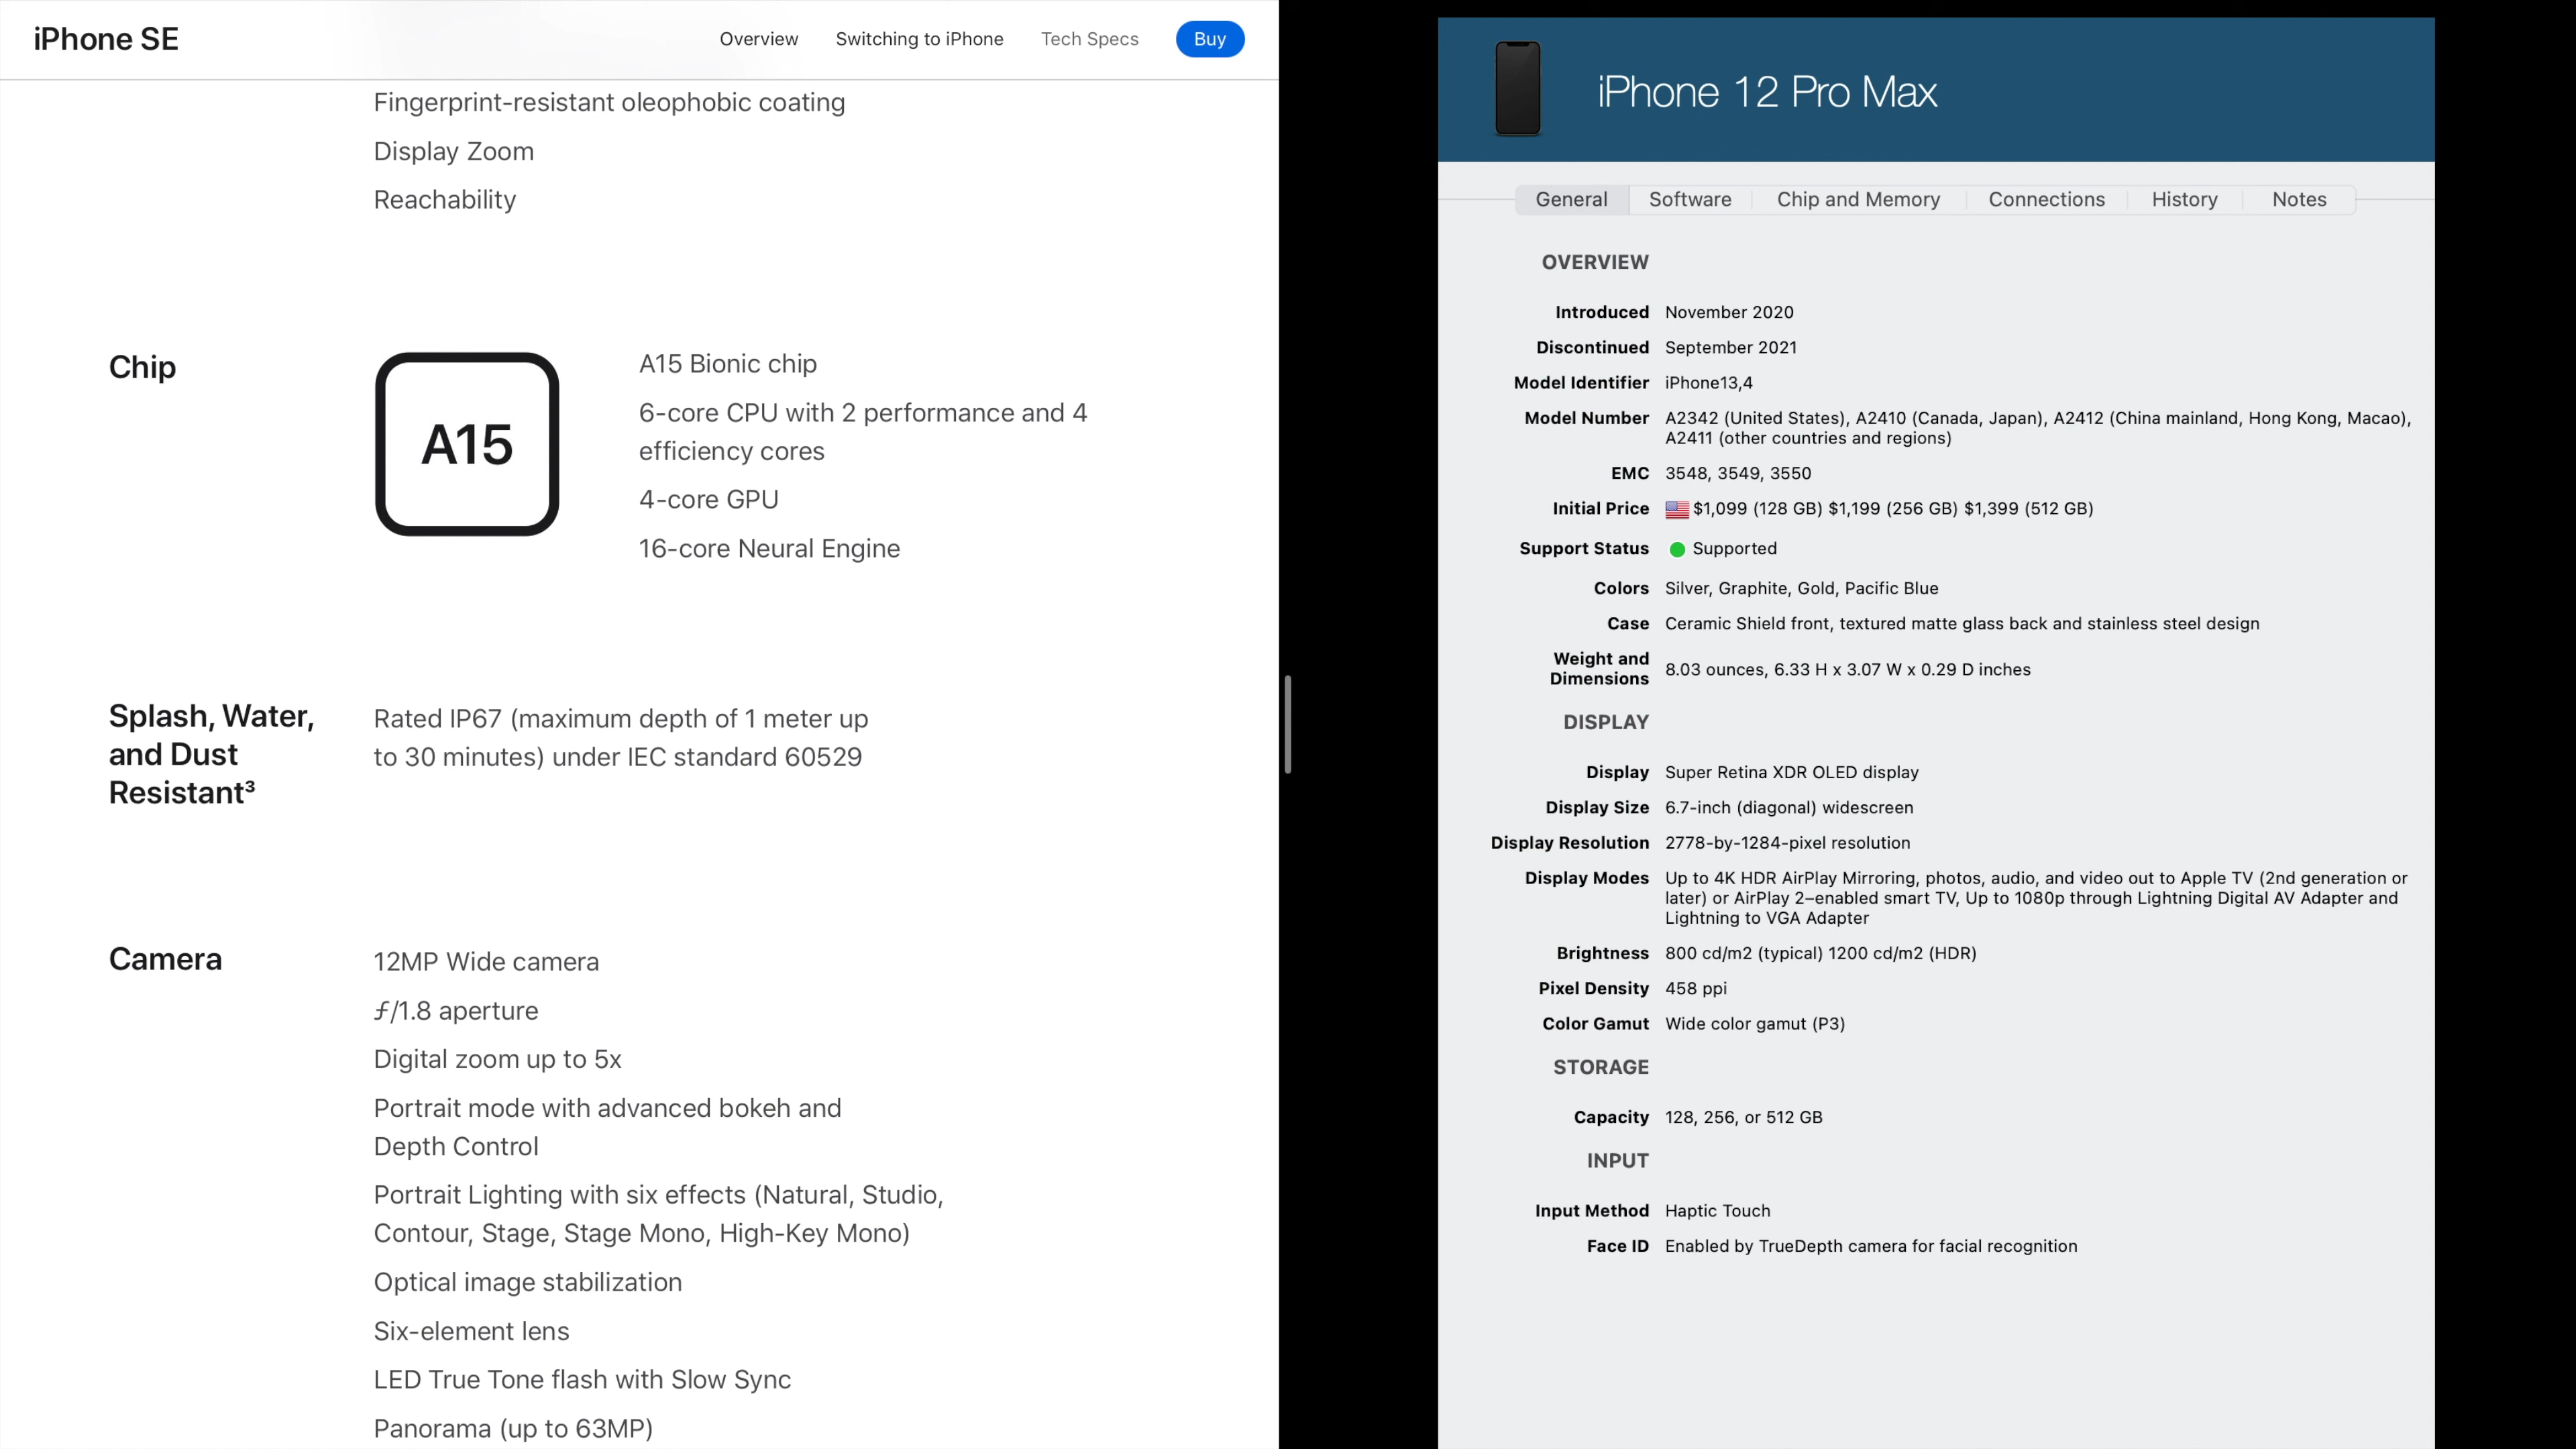 iPhone SE
Overview
Switching to iPhone
Tech Specs
Buy
Fingerprint-resistant oleophobic coating
Display Zoom
Reachability
Chip
A15
A15 Bionic chip
6-core CPU with 2 performance and 4
efficiency cores
4-core GPU
16-core Neural Engine
Splash, Water,
and Dust
Resistant³
Rated IP67 (maximum depth of 1 meter up
to 30 minutes) under IEC standard 60529
Camera
12MP Wide camera
ƒ/1.8 aperture
Digital zoom up to 5x
Portrait mode with advanced bokeh and
Depth Control
Portrait Lighting with six effects (Natural, Studio,
Contour, Stage, Stage Mono, High-Key Mono)
Optical image stabilization
Six-element lens
LED True Tone flash with Slow Sync
Panorama (up to 63MP)
iPhone 12 Pro Max
General
Software
Chip and Memory
Connections
History
Notes
OVERVIEW
Introduced November 2020
Discontinued September 2021
Model Identifier iPhone13,4
Model Number A2342 (United States), A2410 (Canada, Japan), A2412 (China mainland, Hong Kong, Macao),
A2411 (other countries and regions)
EMC 3548, 3549, 3550
Initial Price $1,099 (128 GB) $1,199 (256 GB) $1,399 (512 GB)
Support Status Supported
Colors Silver, Graphite, Gold, Pacific Blue
Case Ceramic Shield front, textured matte glass back and stainless steel design
Weight and
Dimensions 8.03 ounces, 6.33 H x 3.07 W x 0.29 D inches
DISPLAY
Display Super Retina XDR OLED display
Display Size 6.7-inch (diagonal) widescreen
Display Resolution 2778-by-1284-pixel resolution
Display Modes Up to 4K HDR AirPlay Mirroring, photos, audio, and video out to Apple TV (2nd generation or
later) or AirPlay 2–enabled smart TV, Up to 1080p through Lightning Digital AV Adapter and
Lightning to VGA Adapter
Brightness 800 cd/m2 (typical) 1200 cd/m2 (HDR)
Pixel Density 458 ppi
Color Gamut Wide color gamut (P3)
STORAGE
Capacity 128, 256, or 512 GB
INPUT
Input Method Haptic Touch
Face ID Enabled by TrueDepth camera for facial recognition